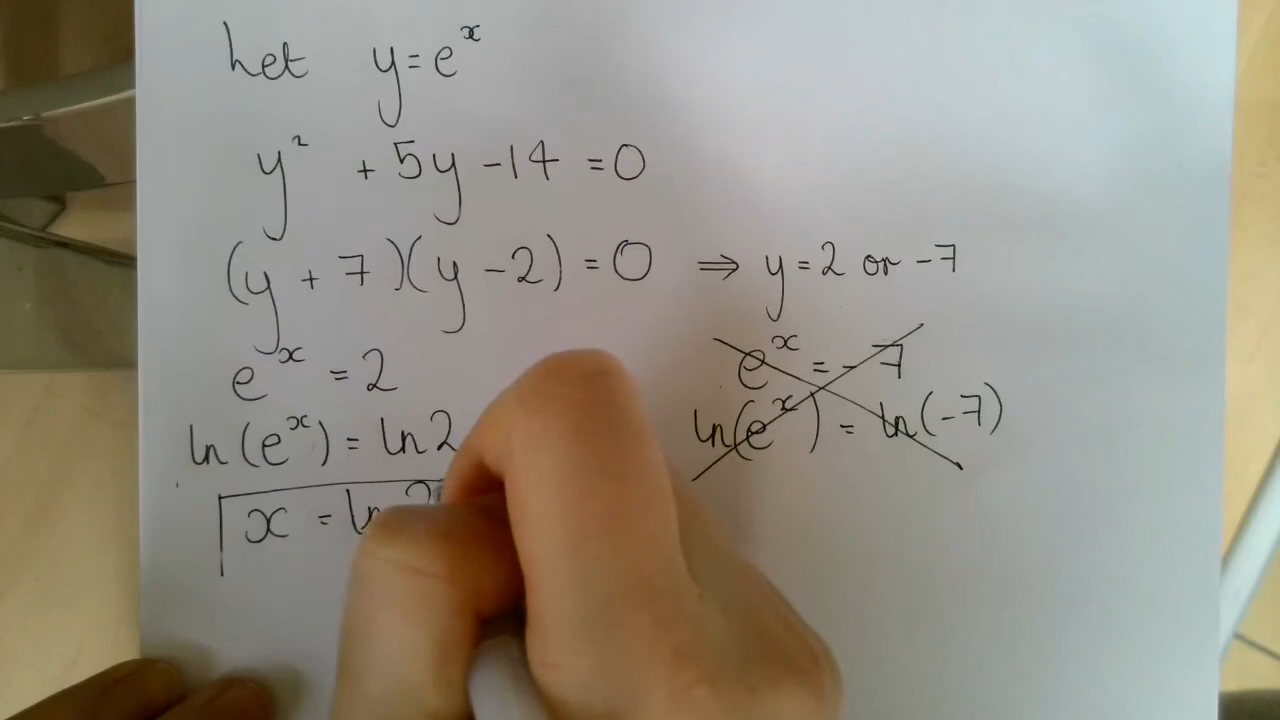 Let y = e^x
y² + 5y - 14 = 0
(y + 7)(y - 2) = 0 ⇒ y = 2 or -7
e^x = 2
e^x = -7
ln(e^x) = ln2
ln(e^x) = ln(-7)
x = ln 2